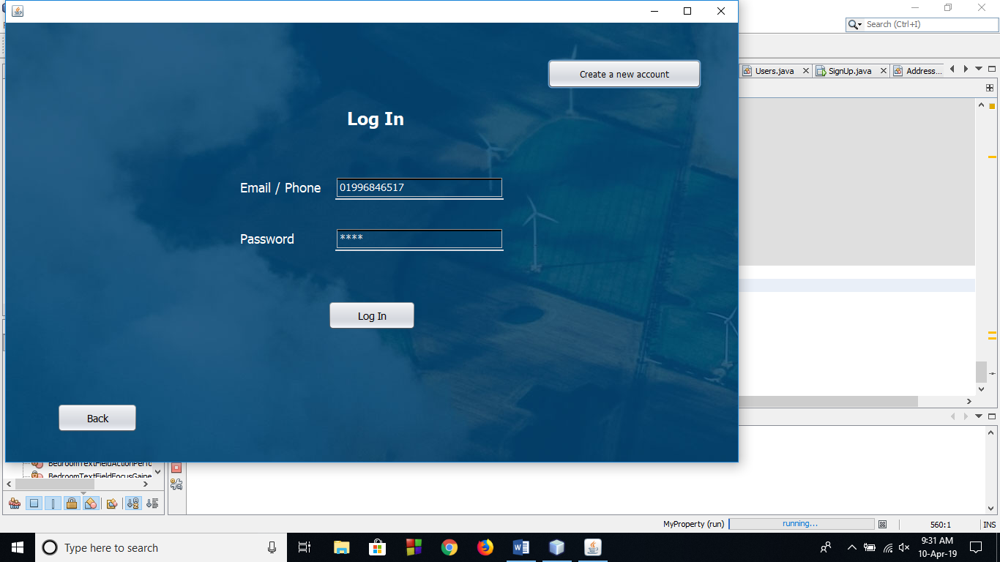 Search (Ctrl+I)
Create a new account
Users.java
SignUp.java
Address...
Log In
Email / Phone
01996846517
Password
****
Log In
Back
BedroomTextFieldActionPerfo
BedroomTextFieldFocusGaine
MyProperty (run)
running...
560:1
INS
Type here to search
9:31 AM
10-Apr-19